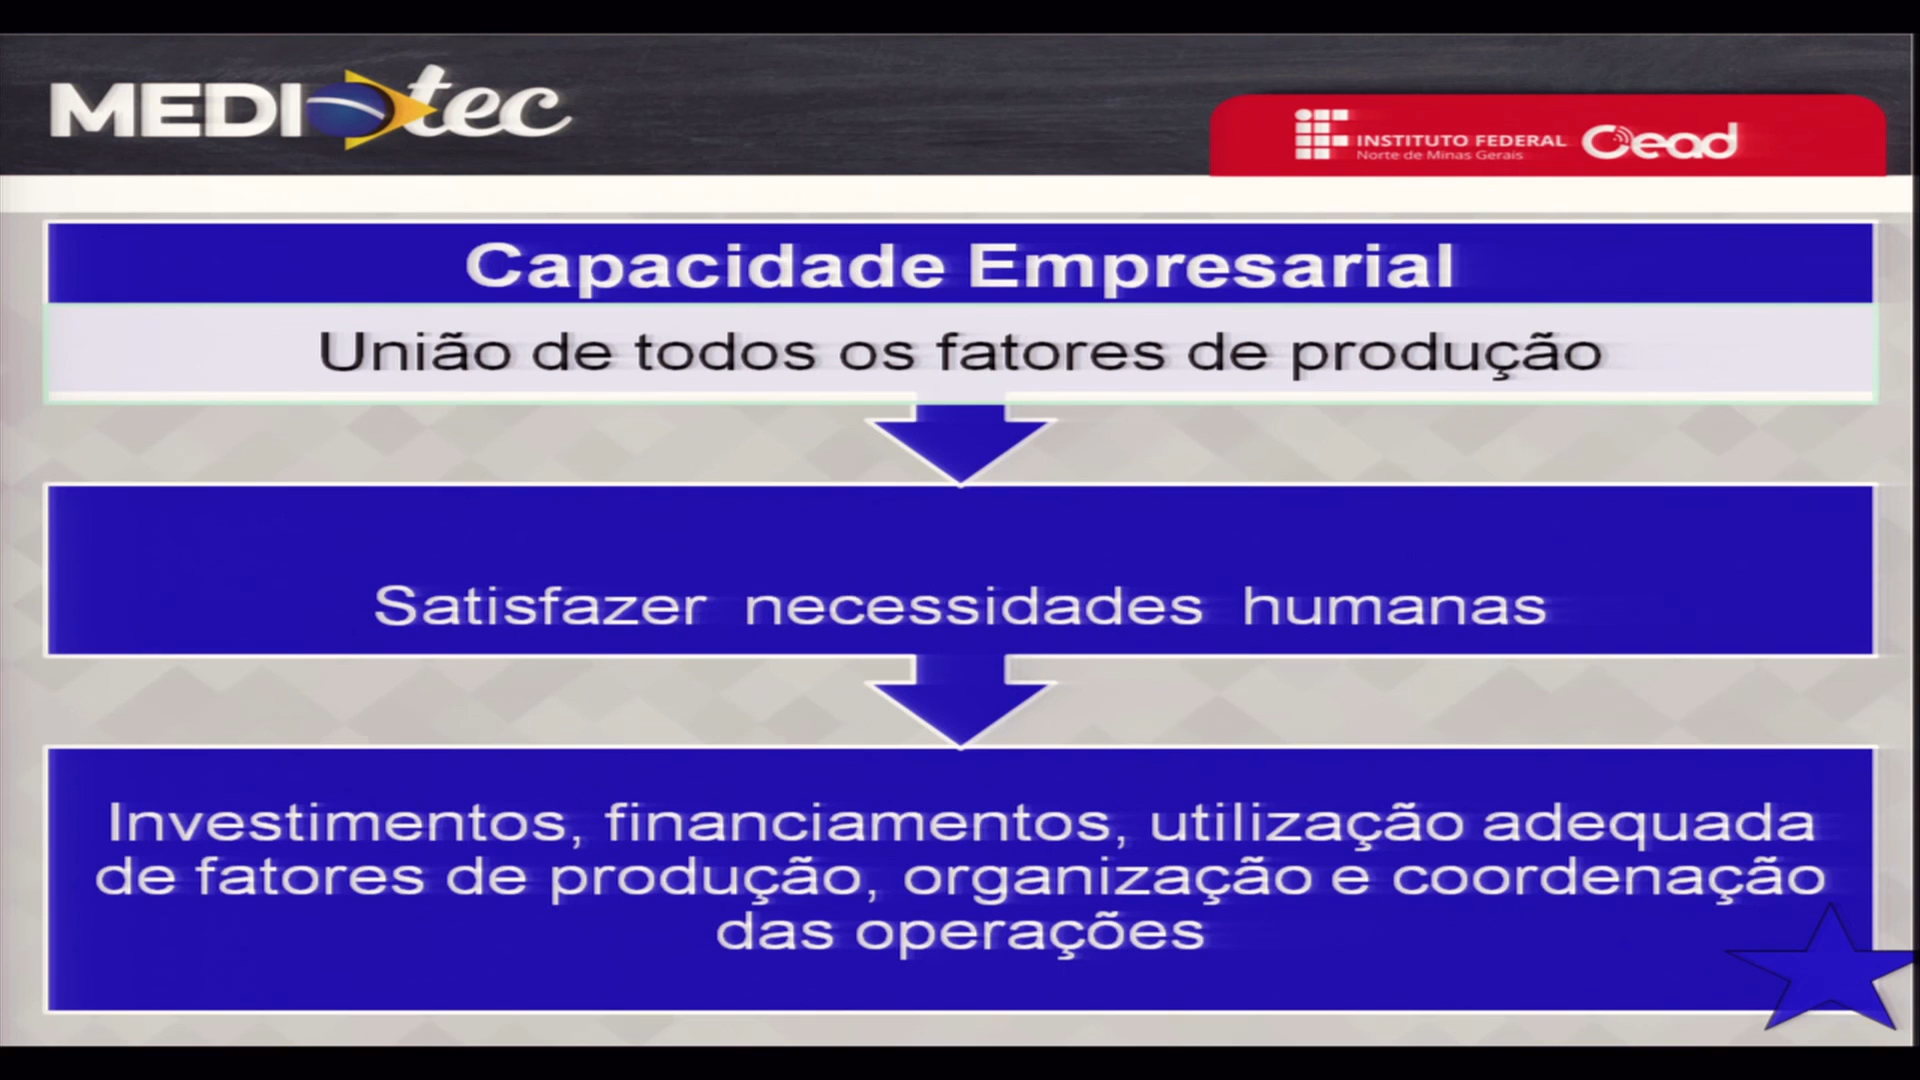 MEDIOtec
INSTITUTO FEDERAL
Norte de Minas Gerais
Cead
Capacidade Empresarial
União de todos os fatores de produção
Satisfazer necessidades humanas
Investimentos, financiamentos, utilização adequada
de fatores de produção, organização e coordenação
das operações